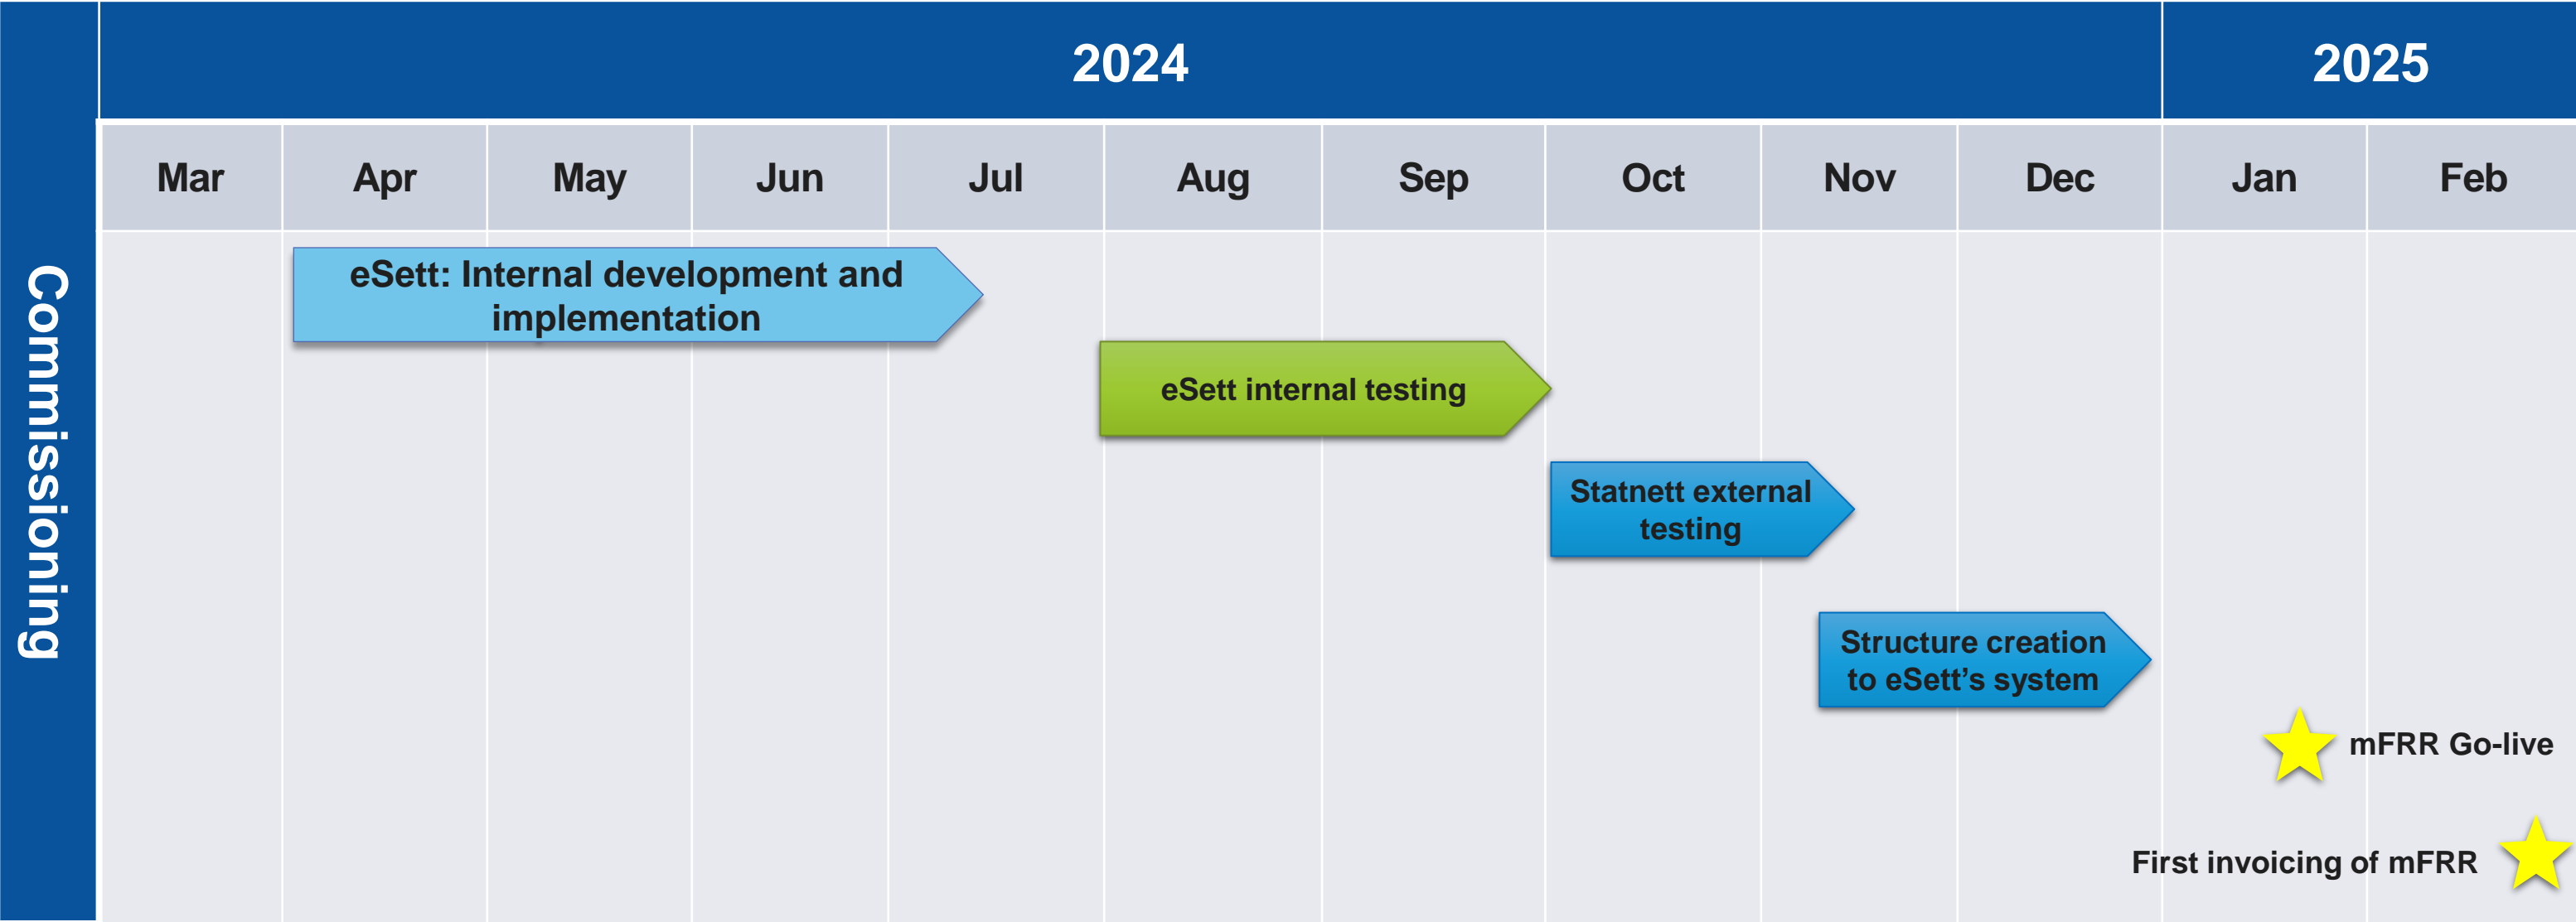 2024
2025
Mar
Apr
May
Jun
Jul
Aug
Sep
Oct
Nov
Dec
Jan
Feb
Commissioning
eSett: Internal development and
implementation
eSett internal testing
Statnett external
testing
Structure creation
to eSett’s system
mFRR Go-live
First invoicing of mFRR